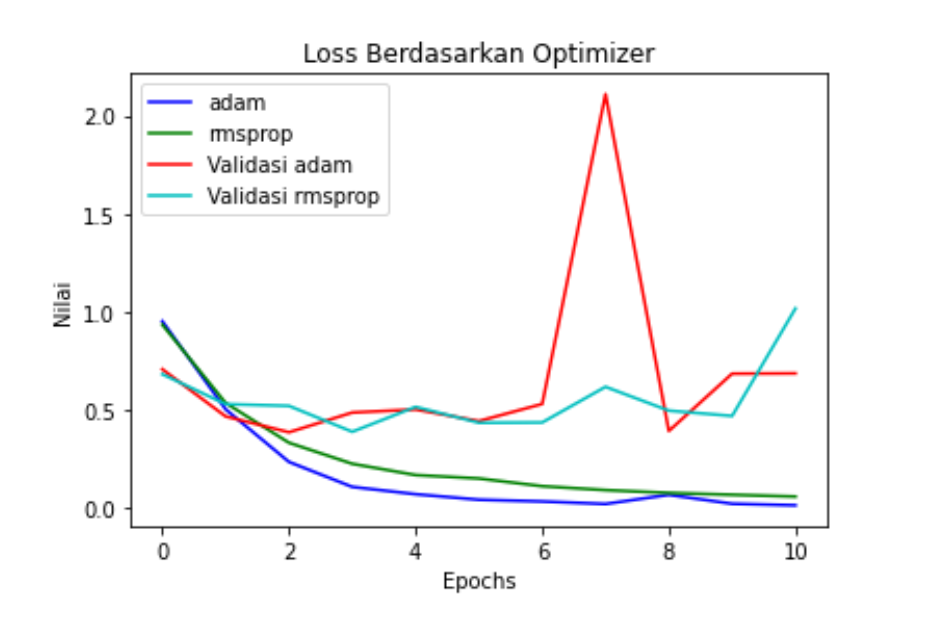 Loss Berdasarkan Optimizer
adam
rmsprop
Validasi adam
Validasi rmsprop
2.0
1.5
1.0
0.5
0.0
Nilai
0 2 4 6 8 10
Epochs